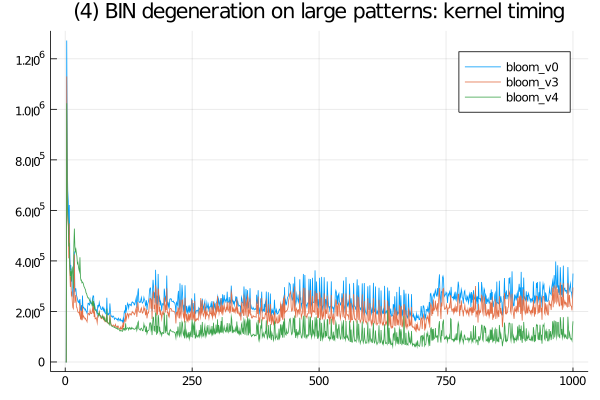 (4) BIN degeneration on large patterns: kernel timing
bloom_v0
bloom_v3
bloom_v4
1.2•10⁶
1.0•10⁶
8.0•10⁵
6.0•10⁵
4.0•10⁵
2.0•10⁵
0
0 250 500 750 1000